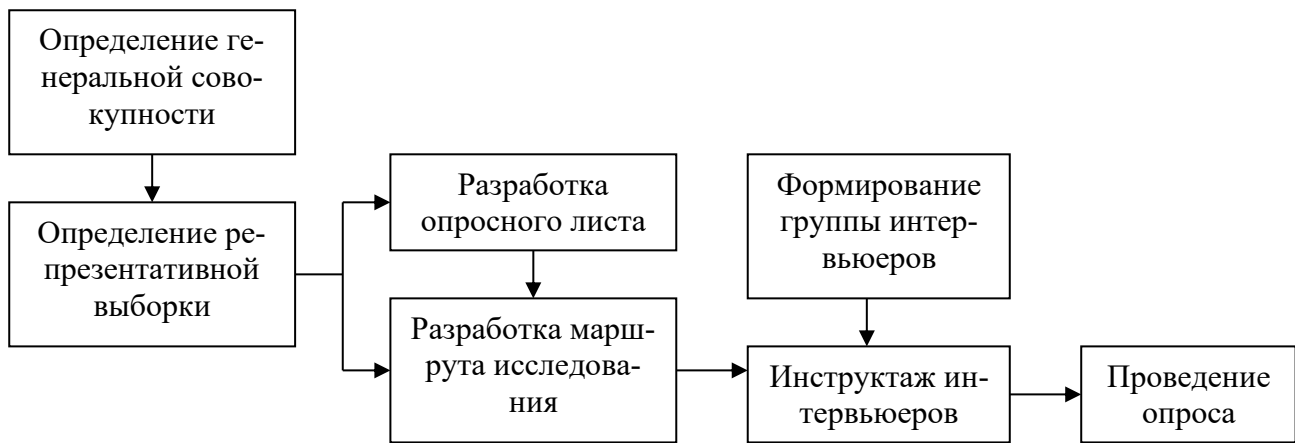 Определение ге-
неральной сово-
купности
Определение ре-
презентативной
выборки
Разработка
опросного листа
Разработка марш-
рута исследова-
ния
Формирование
группы интер-
вьюеров
Инструктаж ин-
тервьюеров
Проведение
опроса